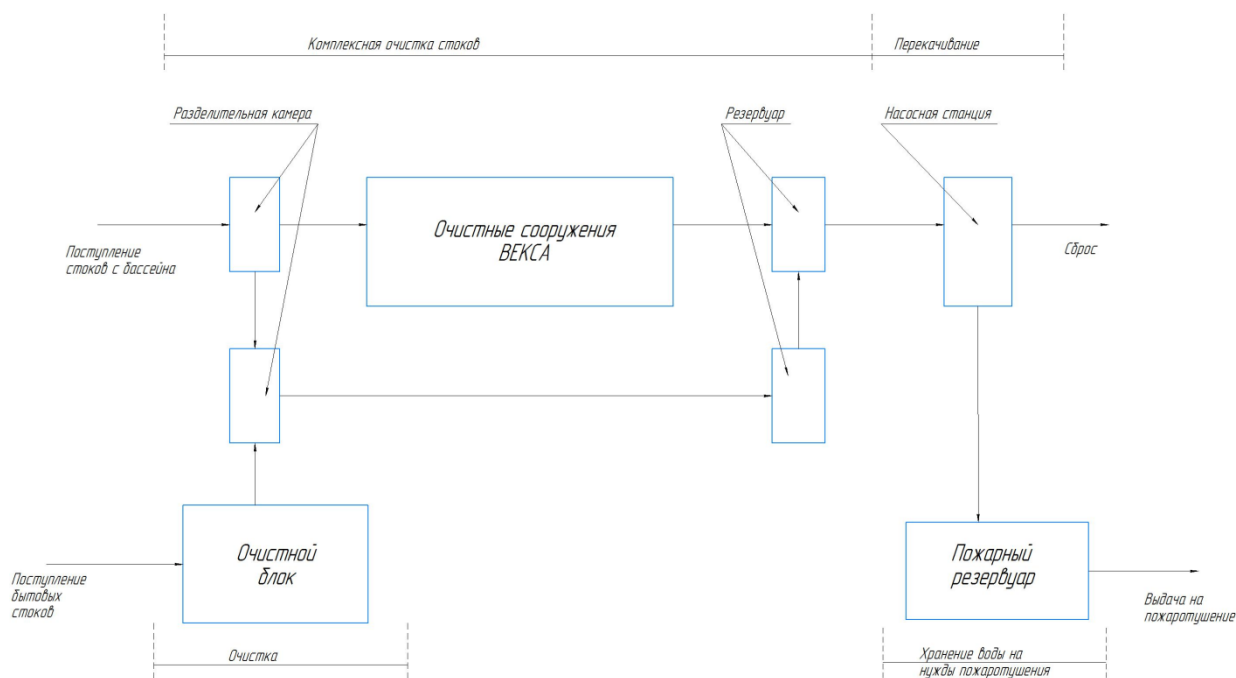 Комплексная очистка стоков
Перекачивание
Разделительная камера
Резервуар
Насосная станция
Очистные сооружения
ВЕКСА
Поступление
стоков с бассейна
Сброс
Очистной
блок
Пожарный
резервуар
Поступление
бытовых
стоков
Выдача на
пожаротушение
Очистка
Хранение воды на
нужды пожаротушения